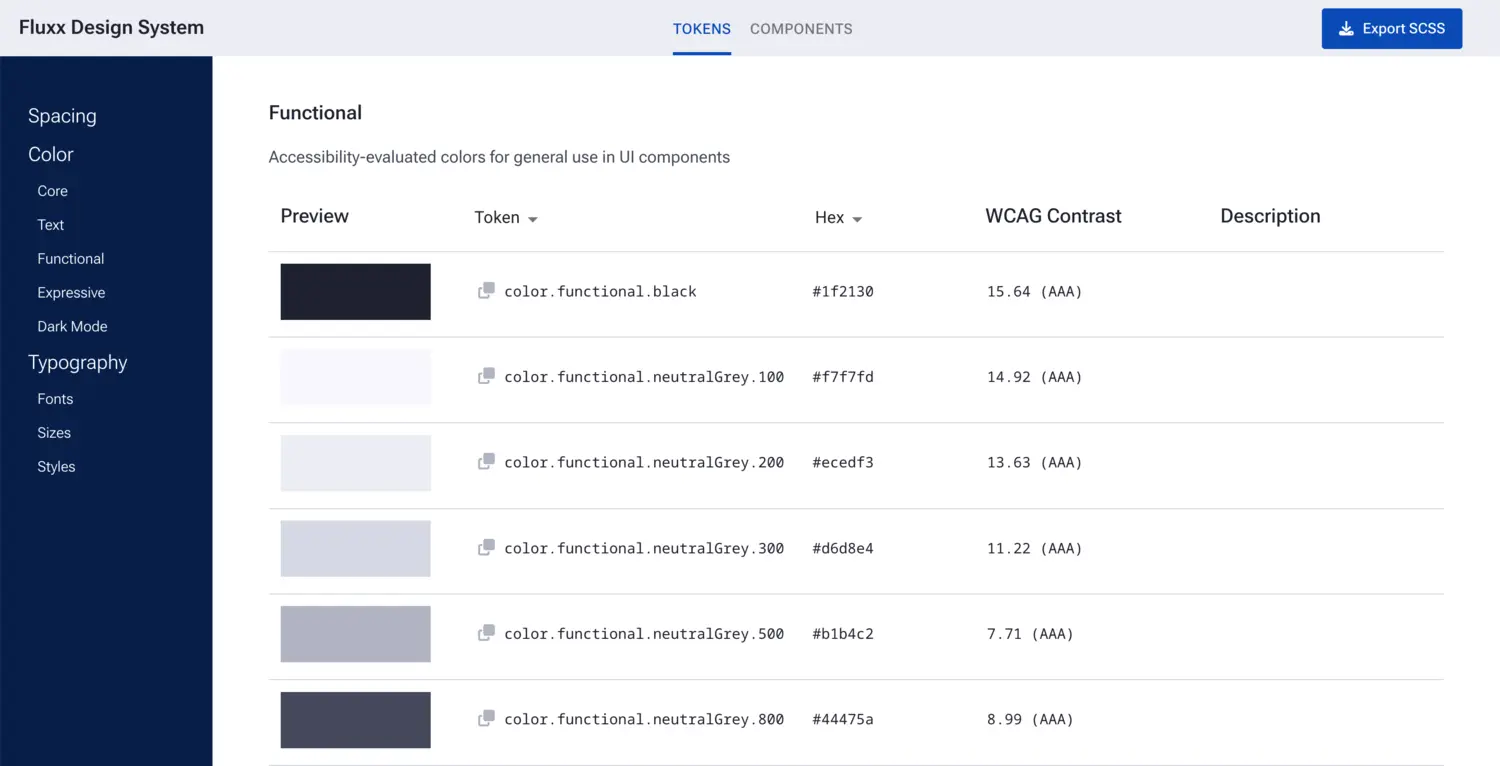 Fluxx Design System
TOKENS COMPONENTS
Export SCSS
Spacing
Color
Core
Text
Functional
Expressive
Dark Mode
Typography
Fonts
Sizes
Styles
Functional
Accessibility-evaluated colors for general use in UI components
Preview Token Hex WCAG Contrast Description
color.functional.black #1f2130 15.64 (AAA)
color.functional.neutralGrey.100 #f7f7fd 14.92 (AAA)
color.functional.neutralGrey.200 #ecedf3 13.63 (AAA)
color.functional.neutralGrey.300 #d6d8e4 11.22 (AAA)
color.functional.neutralGrey.500 #b1b4c2 7.71 (AAA)
color.functional.neutralGrey.800 #44475a 8.99 (AAA)